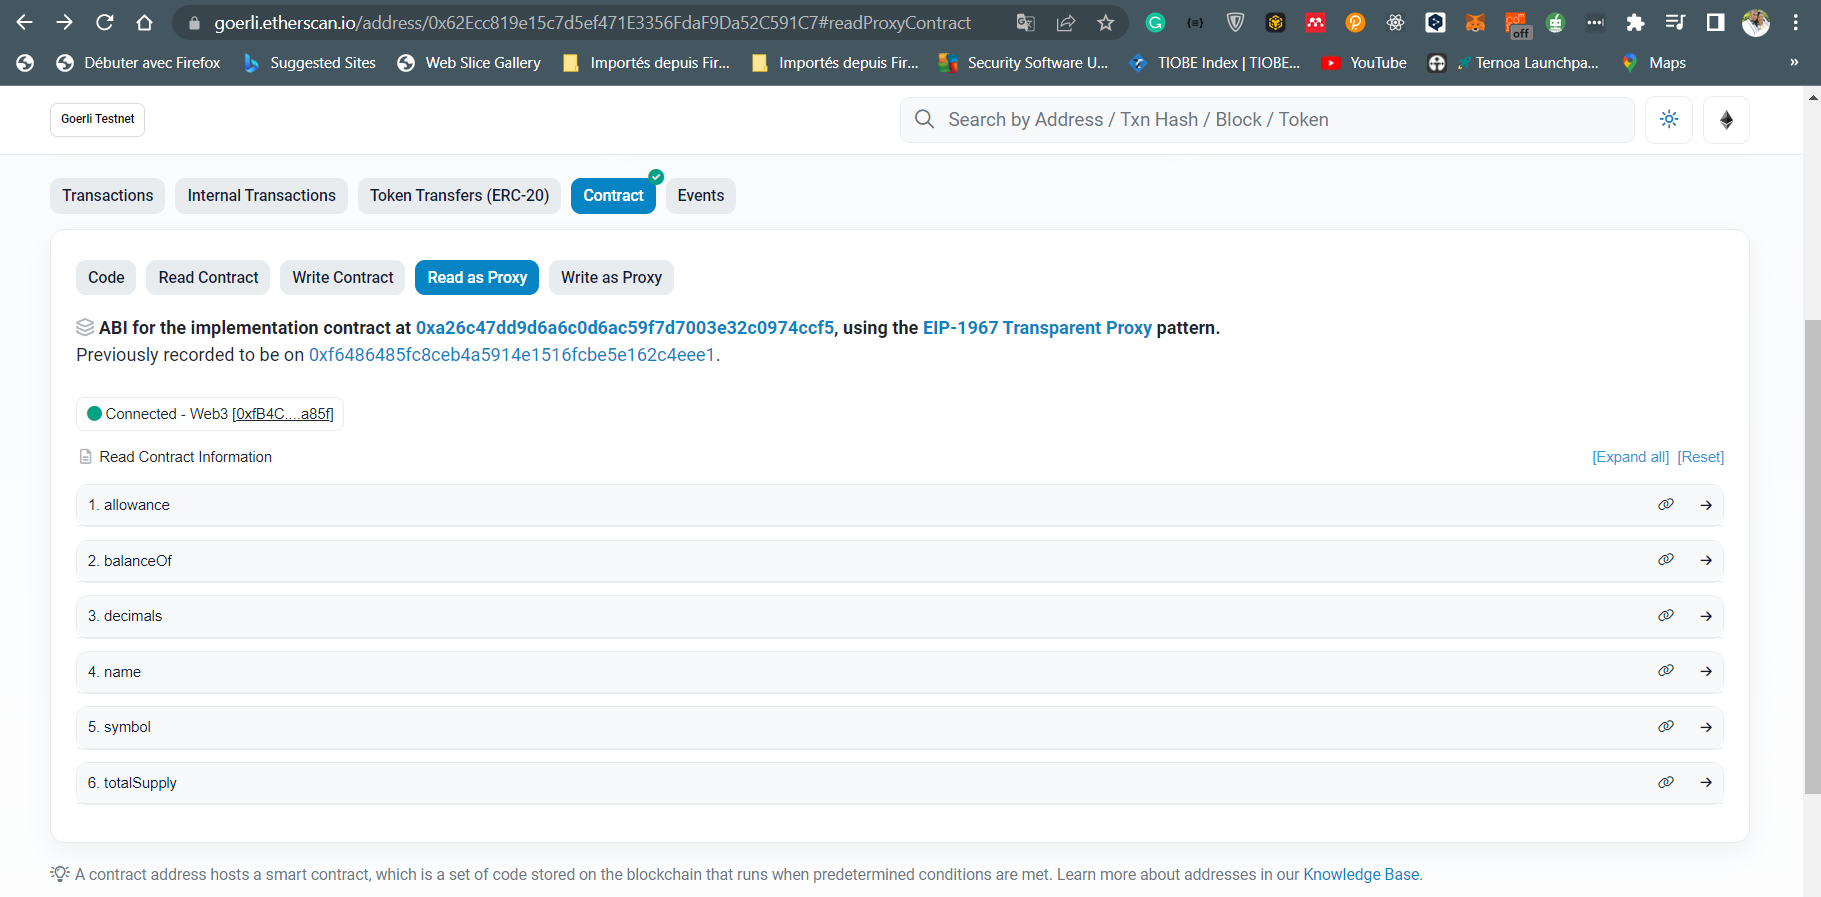 goerli.etherscan.io/address/0x62Ecc819e15c7d5ef471E3356FdaF9Da52C591C7#readProxyContract
off
Débuter avec Firefox Suggested Sites Web Slice Gallery Importés depuis Fir... Importés depuis Fir... Security Software U... TIOBE Index | TIOBE... YouTube Ternoa Launchpa... Maps »
Goerli Testnet
Search by Address / Txn Hash / Block / Token
Transactions Internal Transactions Token Transfers (ERC-20) Contract Events
Code Read Contract Write Contract Read as Proxy Write as Proxy
ABI for the implementation contract at 0xa26c47dd9d6a6c0d6ac59f7d7003e32c0974ccf5, using the EIP-1967 Transparent Proxy pattern.
Previously recorded to be on 0xf6486485fc8ceb4a5914e1516fcbe5e162c4eee1.
Connected - Web3 [0xfB4C....a85f]
Read Contract Information [Expand all] [Reset]
1. allowance
2. balanceOf
3. decimals
4. name
5. symbol
6. totalSupply
A contract address hosts a smart contract, which is a set of code stored on the blockchain that runs when predetermined conditions are met. Learn more about addresses in our Knowledge Base.